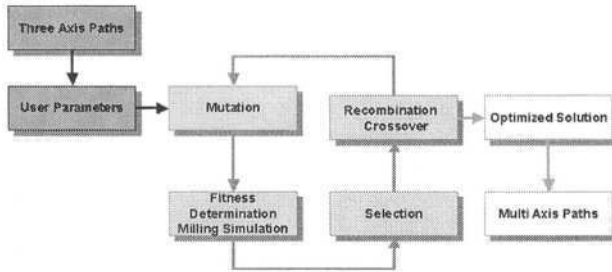 Three Axis Paths
User Parameters
Mutation
Fitness
Determination
Milling Simulation
Selection
Recombination
Crossover
Optimized Solution
Multi Axis Paths